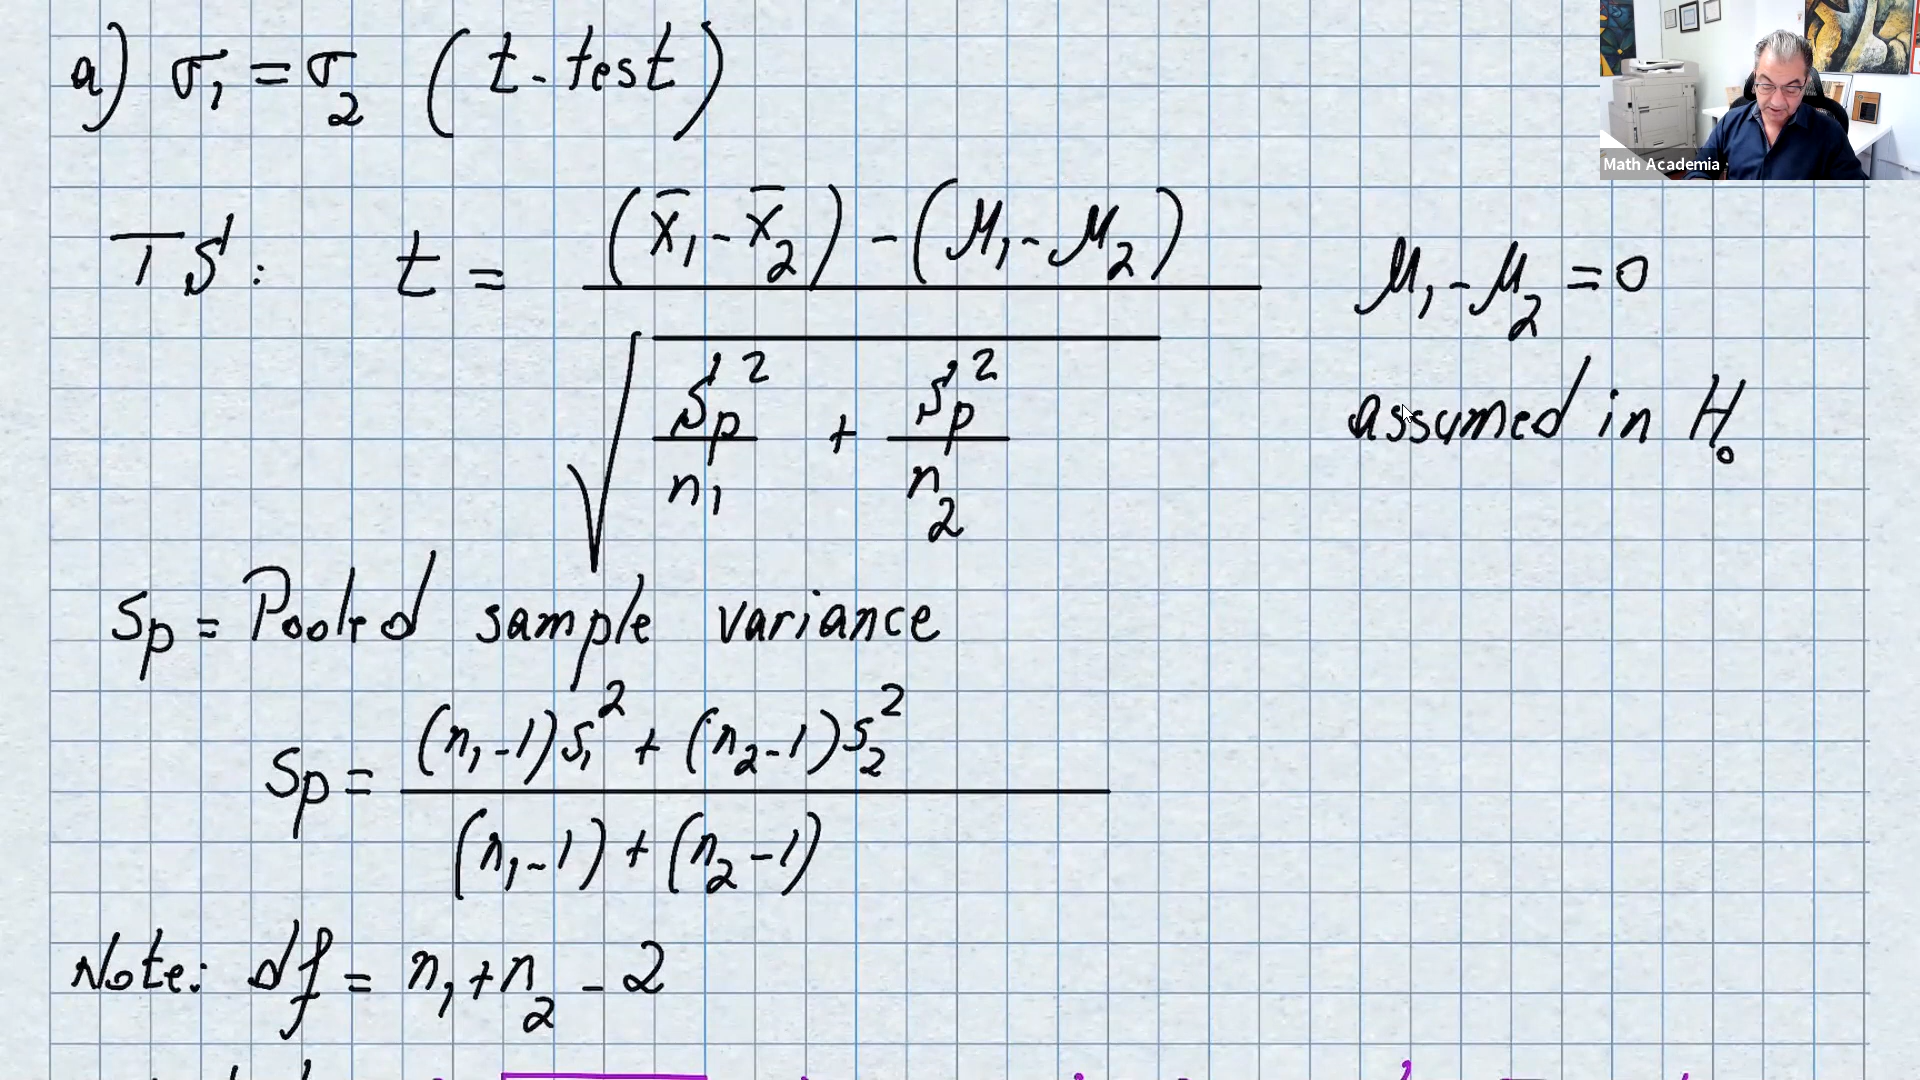 a) σ₁ = σ₂ (t-test)
Math Academia
TS: t = ((x̄₁ - x̄₂) - (μ₁ - μ₂)) / √(Sp²/n₁ + Sp²/n₂)
μ₁ - μ₂ = 0
assumed in H₀
Sp = Pooled sample variance
Sp = ((n₁-1)s₁² + (n₂-1)s₂²) / ((n₁-1) + (n₂-1))
Note: df = n₁ + n₂ - 2